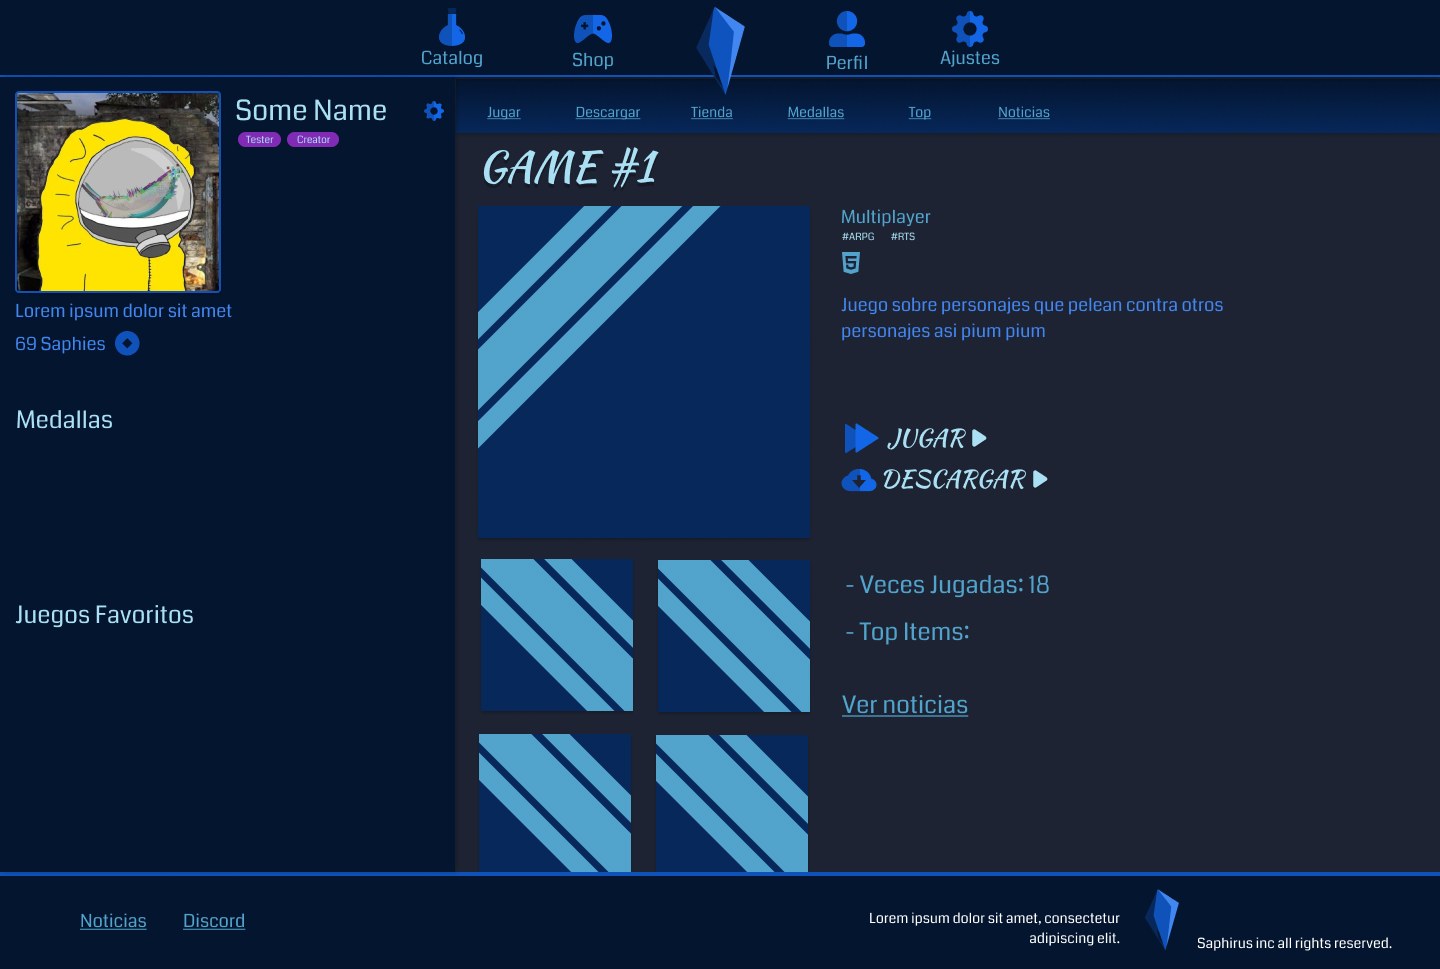 Catalog
Shop
Perfil
Ajustes
Some Name
Tester
Creator
Lorem ipsum dolor sit amet
69 Saphies
Medallas
Juegos Favoritos
Jugar
Descargar
Tienda
Medallas
Top
Noticias
GAME #1
Multiplayer
#ARPG #RTS
Juego sobre personajes que pelean contra otros
personajes asi pium pium
JUGAR
DESCARGAR
- Veces Jugadas: 18
- Top Items:
Ver noticias
Noticias
Discord
Lorem ipsum dolor sit amet, consectetur
adipiscing elit.
Saphirus inc all rights reserved.